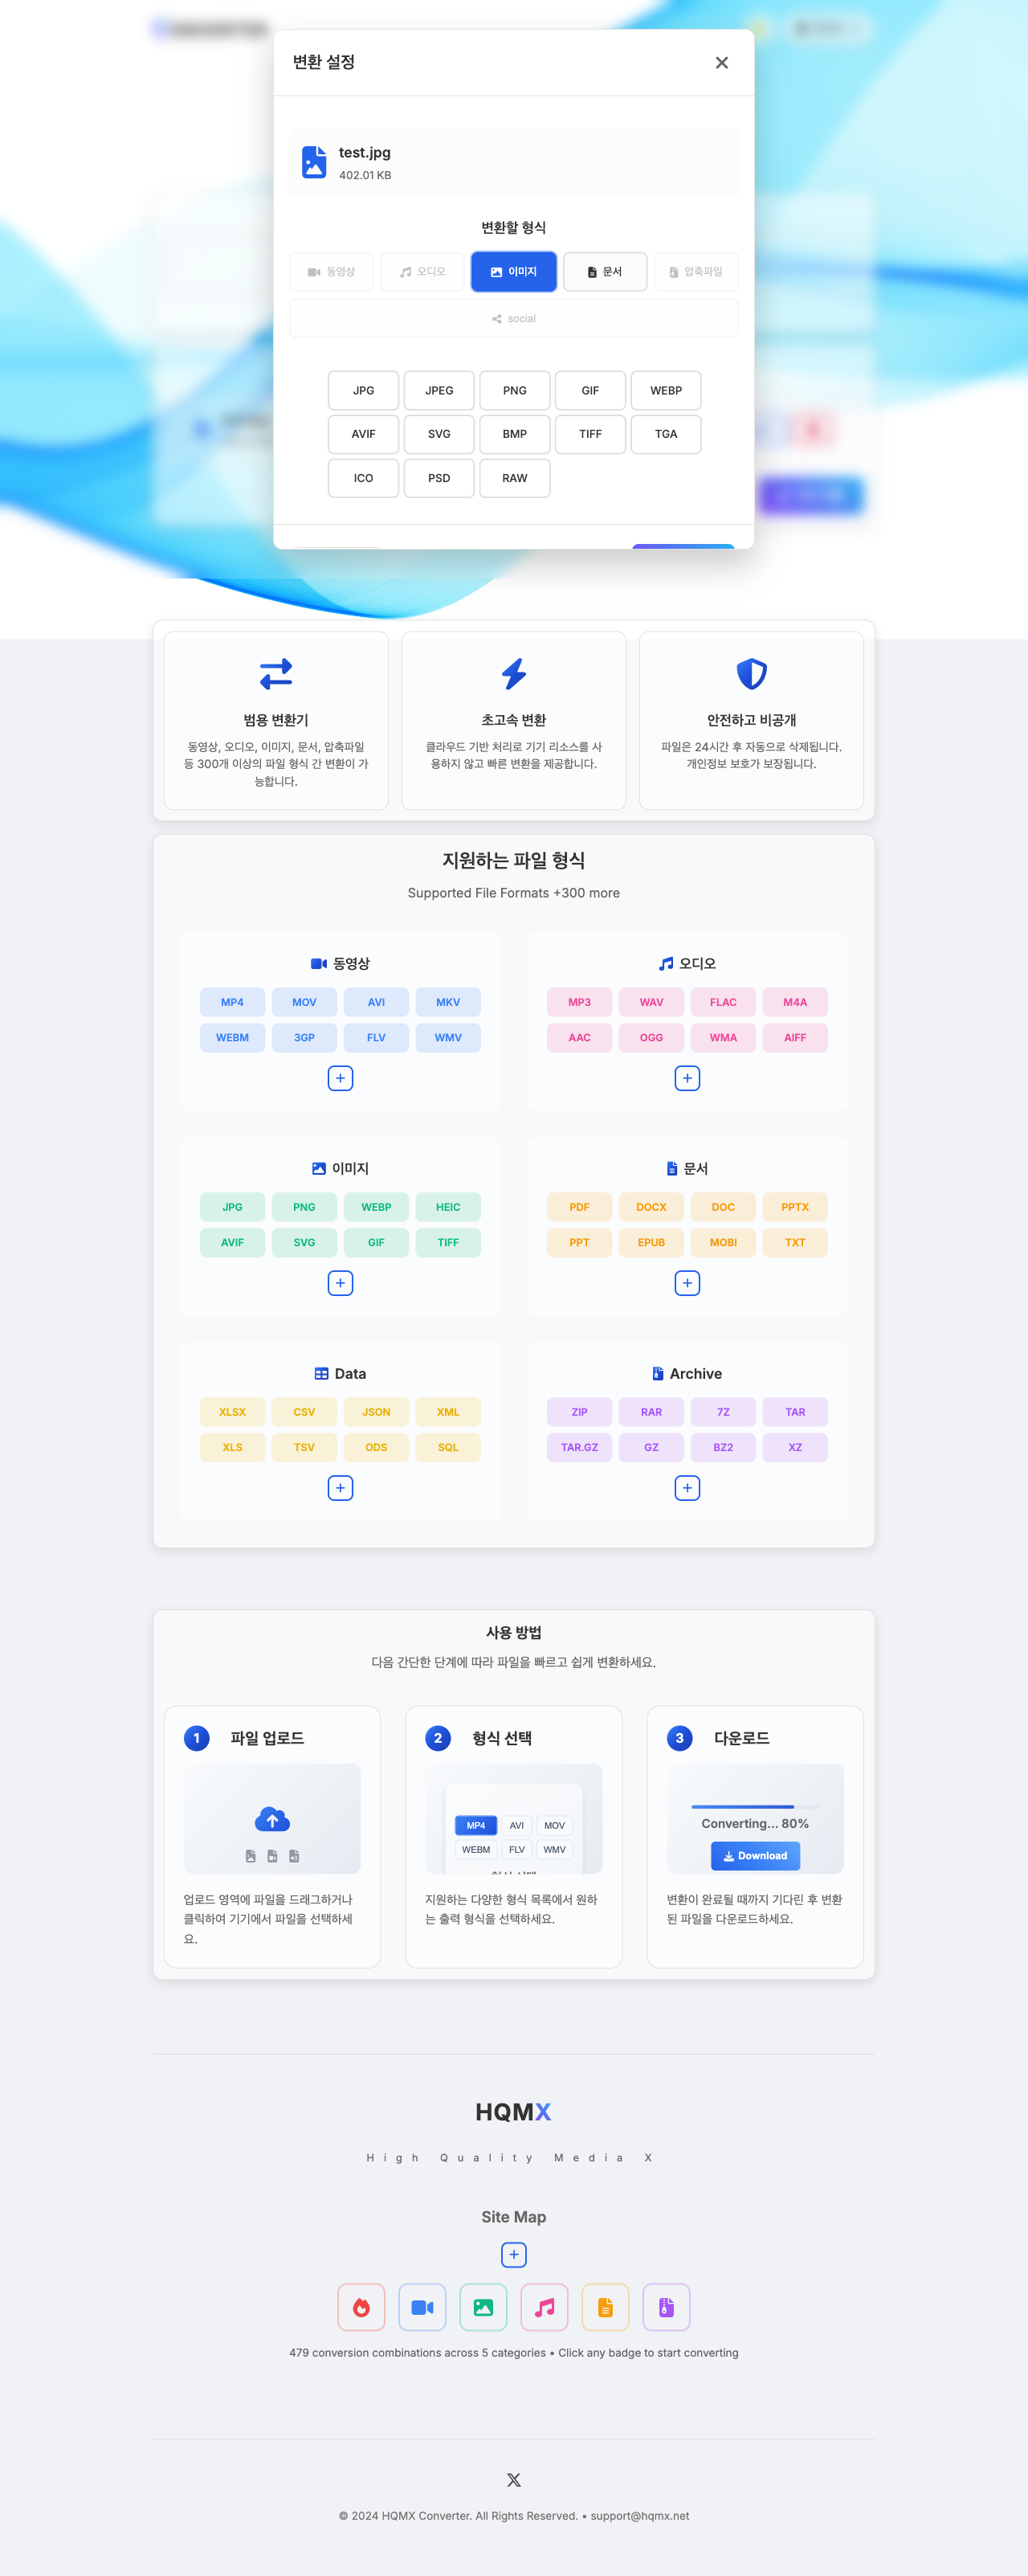 변환 설정
test.jpg
402.01 KB
변환할 형식
동영상 오디오 이미지 문서 압축파일
social
JPG JPEG PNG GIF WEBP
AVIF SVG BMP TIFF TGA
ICO PSD RAW
범용 변환기
동영상, 오디오, 이미지, 문서, 압축파일
등 300개 이상의 파일 형식 간 변환이 가
능합니다.
초고속 변환
클라우드 기반 처리로 기기 리소스를 사
용하지 않고 빠른 변환을 제공합니다.
안전하고 비공개
파일은 24시간 후 자동으로 삭제됩니다.
개인정보 보호가 보장됩니다.
지원하는 파일 형식
Supported File Formats +300 more
동영상
MP4 MOV AVI MKV
WEBM 3GP FLV WMV
오디오
MP3 WAV FLAC M4A
AAC OGG WMA AIFF
이미지
JPG PNG WEBP HEIC
AVIF SVG GIF TIFF
문서
PDF DOCX DOC PPTX
PPT EPUB MOBI TXT
Data
XLSX CSV JSON XML
XLS TSV ODS SQL
Archive
ZIP RAR 7Z TAR
TAR.GZ GZ BZ2 XZ
사용 방법
다음 간단한 단계에 따라 파일을 빠르고 쉽게 변환하세요.
1 파일 업로드
업로드 영역에 파일을 드래그하거나
클릭하여 기기에서 파일을 선택하세
요.
2 형식 선택
MP4 AVI MOV
WEBM FLV WMV
지원하는 다양한 형식 목록에서 원하
는 출력 형식을 선택하세요.
3 다운로드
Converting... 80%
Download
변환이 완료될 때까지 기다린 후 변환
된 파일을 다운로드하세요.
HQMX
High Quality Media X
Site Map
479 conversion combinations across 5 categories • Click any badge to start converting
© 2024 HQMX Converter. All Rights Reserved. • support@hqmx.net